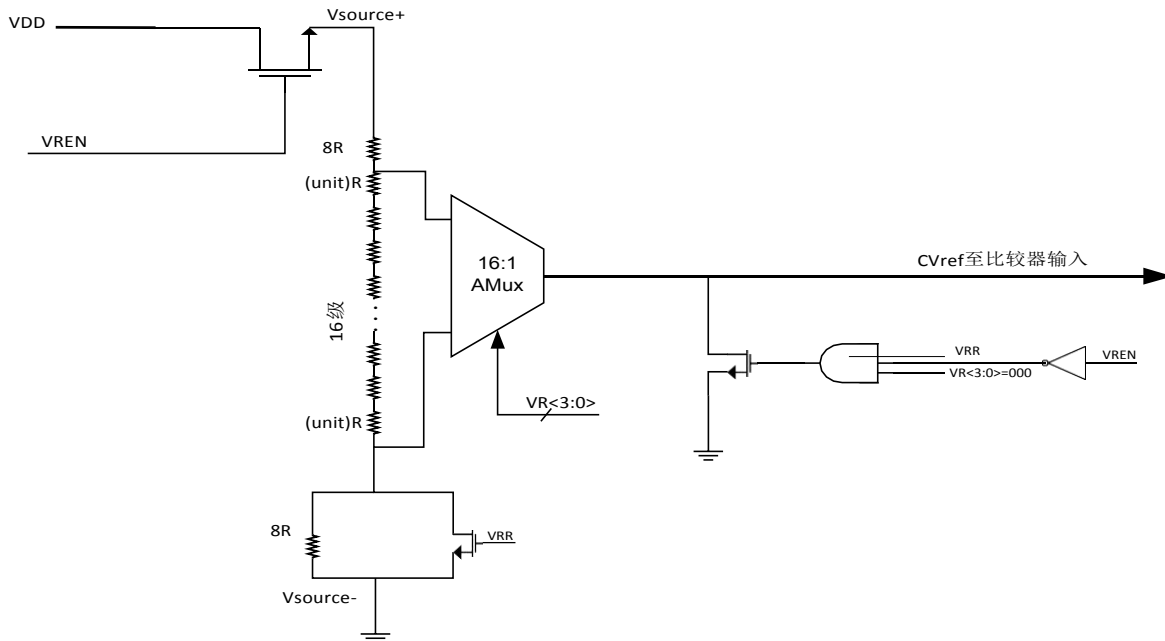 Vsource+
VDD
VREN
8R
(unit)R
16:1
AMux
CVref至比较器输入
16级
VRR
VREN
VR<3:0>=000
VR<3:0>
(unit)R
8R
VRR
Vsource-